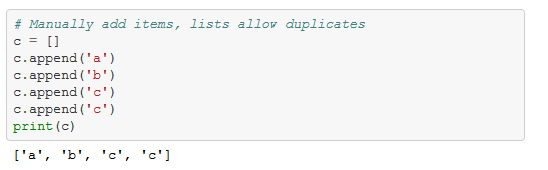 # Manually add items, lists allow duplicates
c = []
c.append('a')
c.append('b')
c.append('c')
c.append('c')
print(c)
['a', 'b', 'c', 'c']